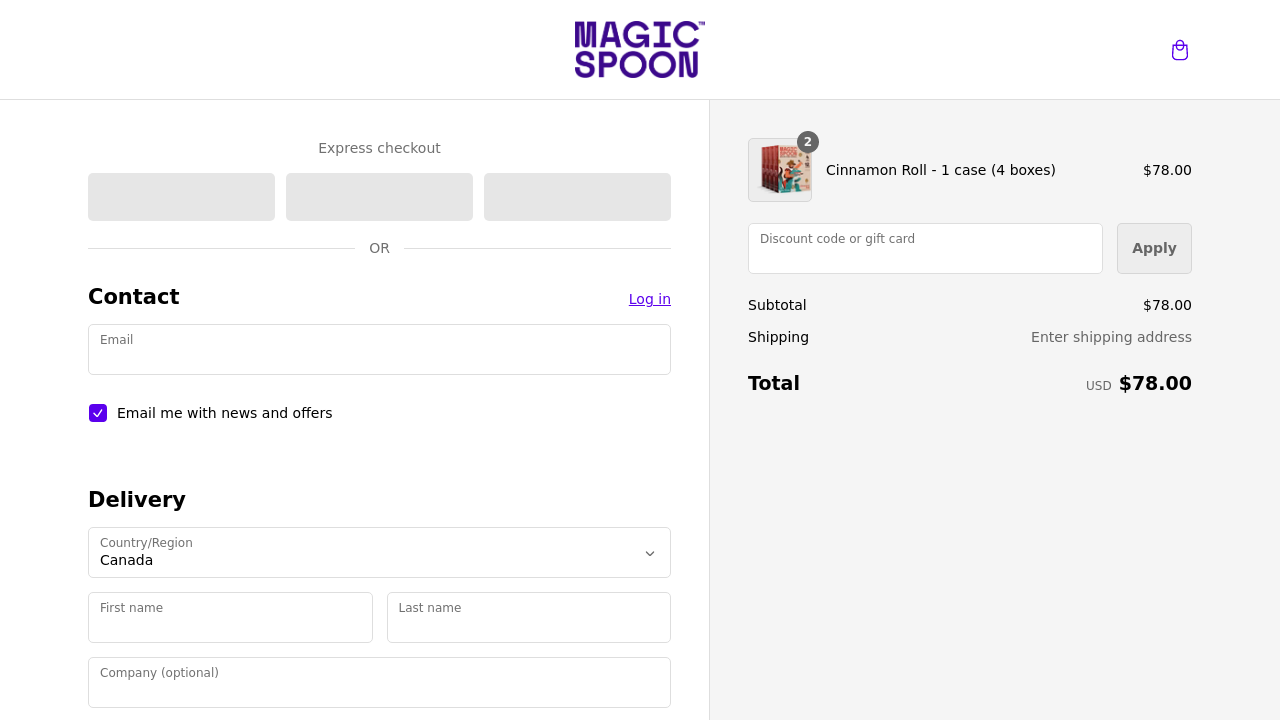 MAGIC™
SPOON
Express checkout
OR
Contact
Log in
Email
Email me with news and offers
Delivery
Country/Region
Canada
First name
Last name
Company (optional)
2
Cinnamon Roll - 1 case (4 boxes)
$78.00
Discount code or gift card
Apply
Subtotal
$78.00
Shipping
Enter shipping address
Total
USD $78.00